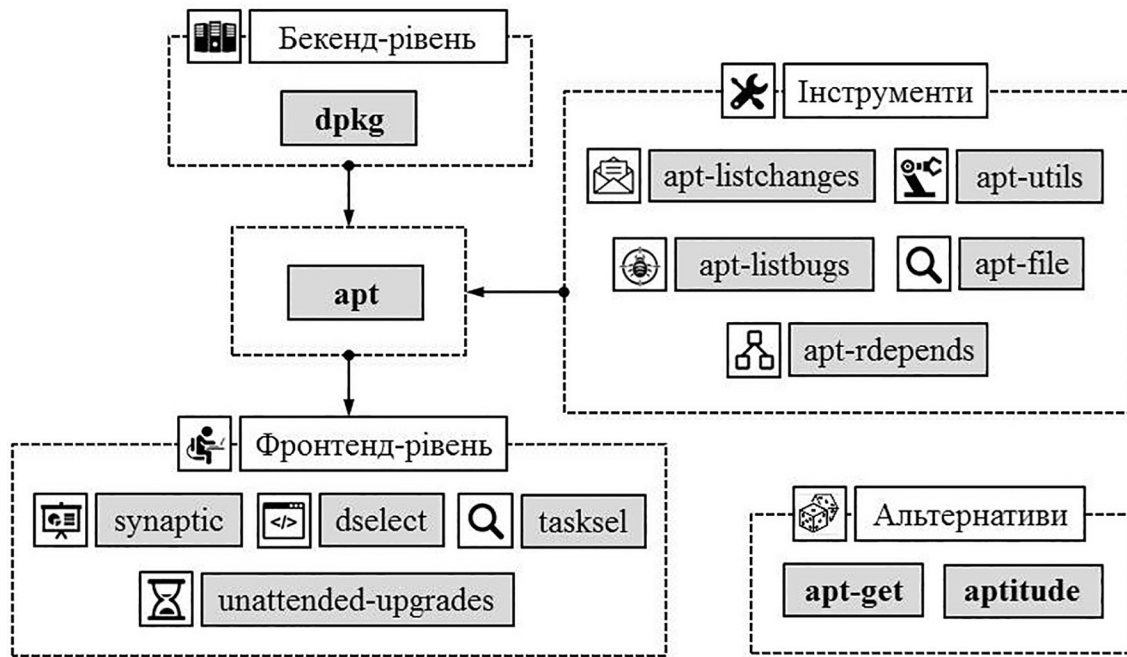 Бекенд-рівень
dpkg
Інструменти
apt-listchanges
apt-utils
apt-listbugs
apt-file
apt-rdepends
apt
Фронтенд-рівень
synaptic
dselect
tasksel
unattended-upgrades
Альтернативи
apt-get
aptitude